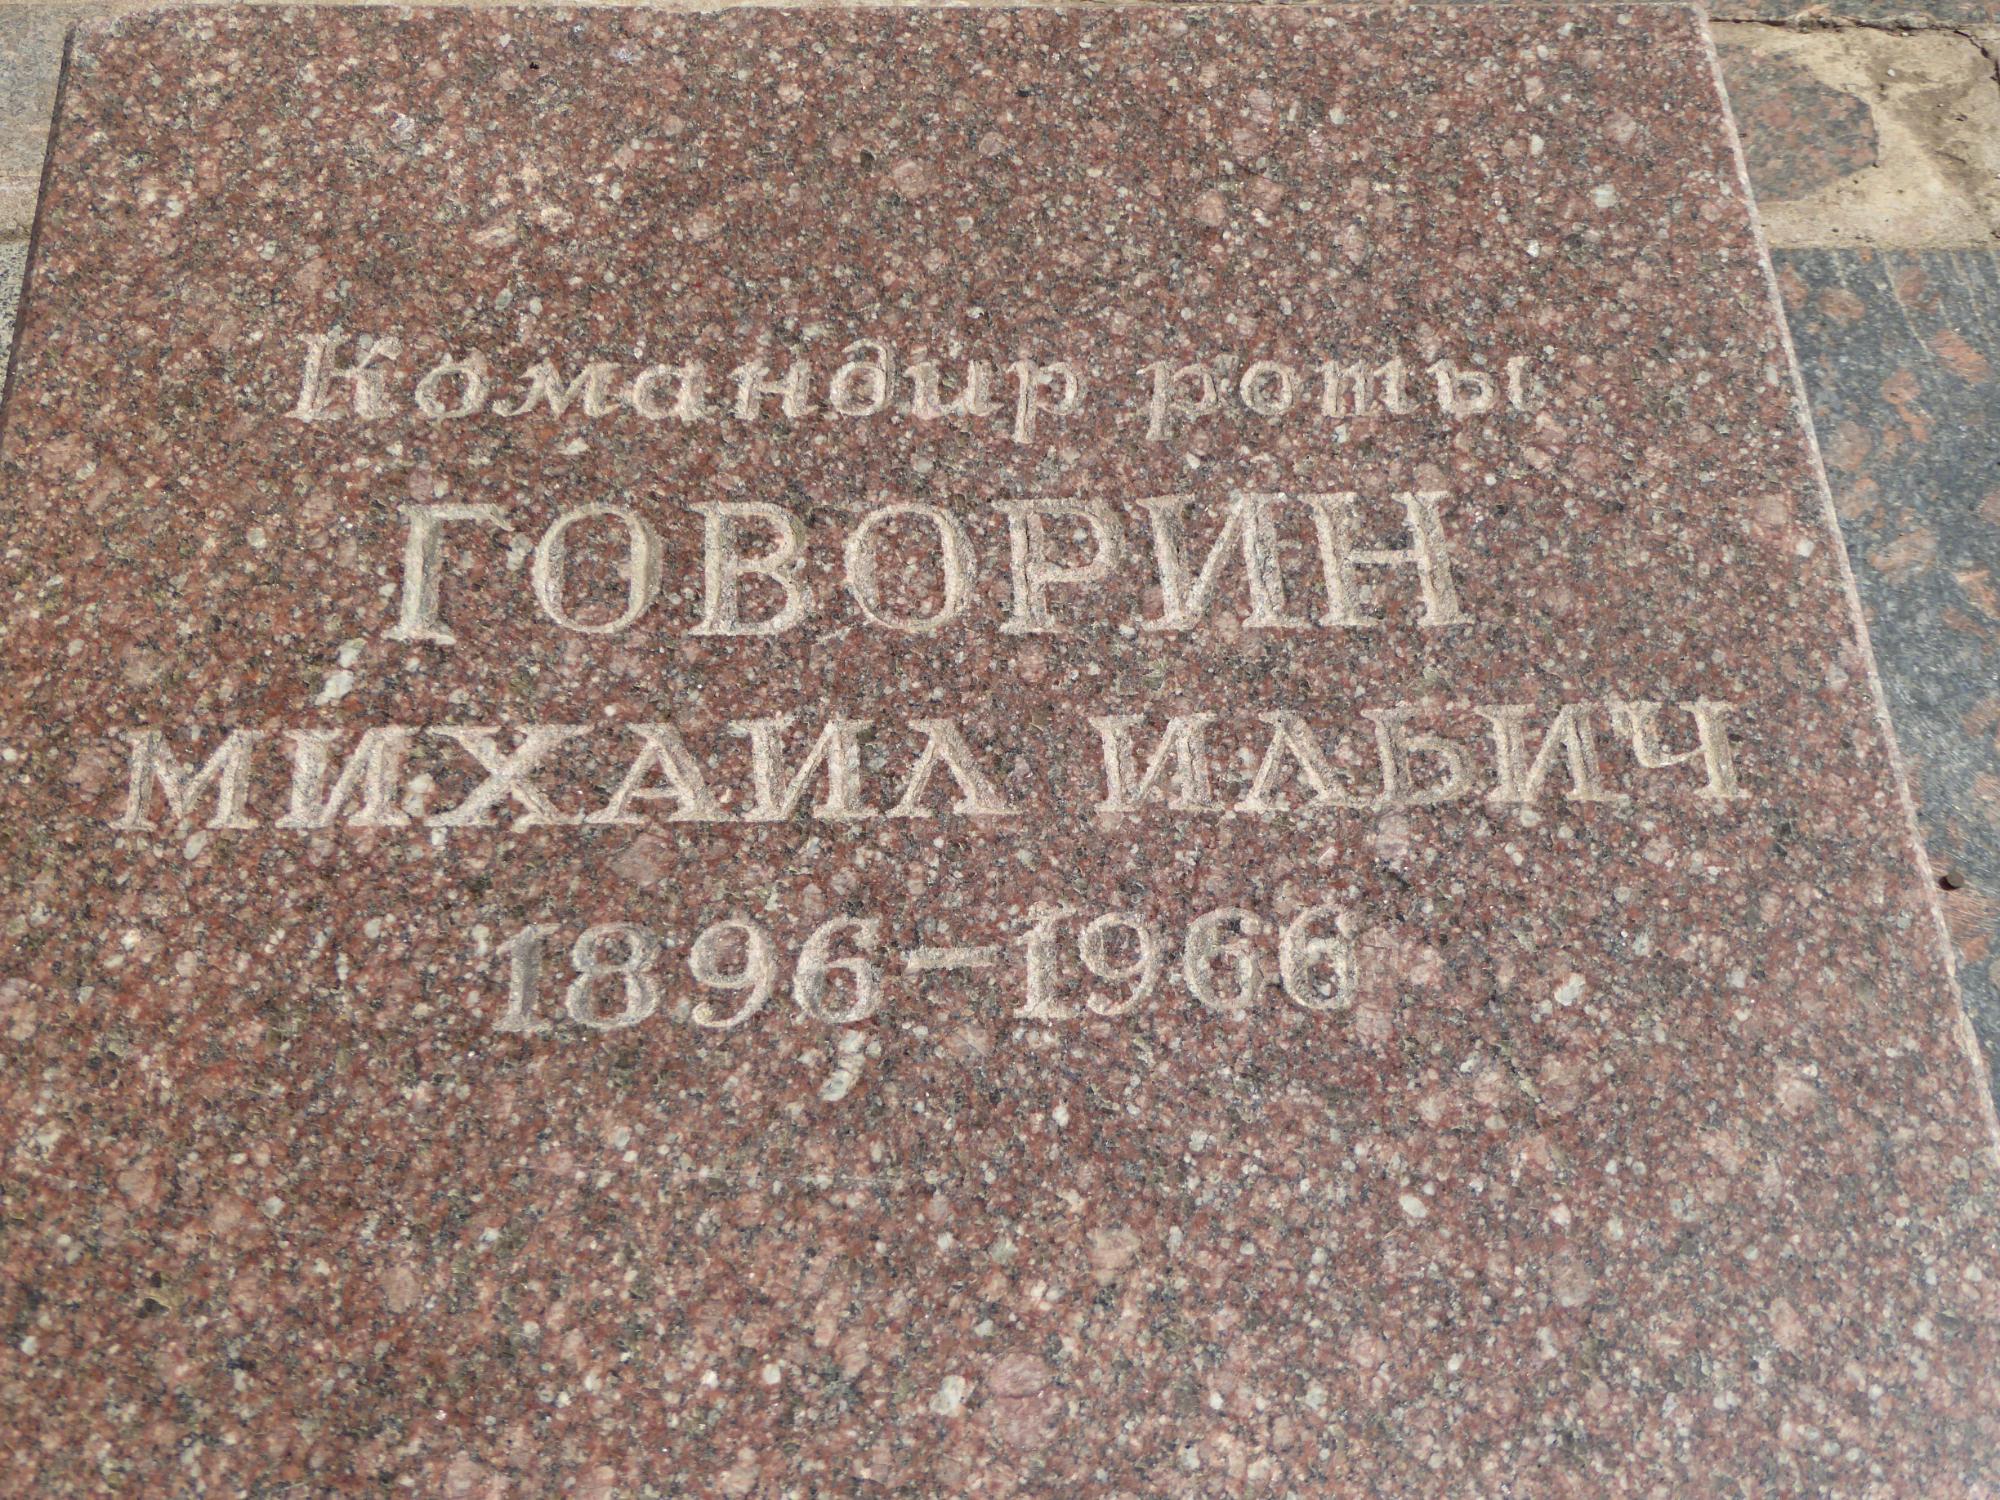 Командир роты
ГОВОРИН
МИХАИЛ ИЛЬИЧ
1896–1966